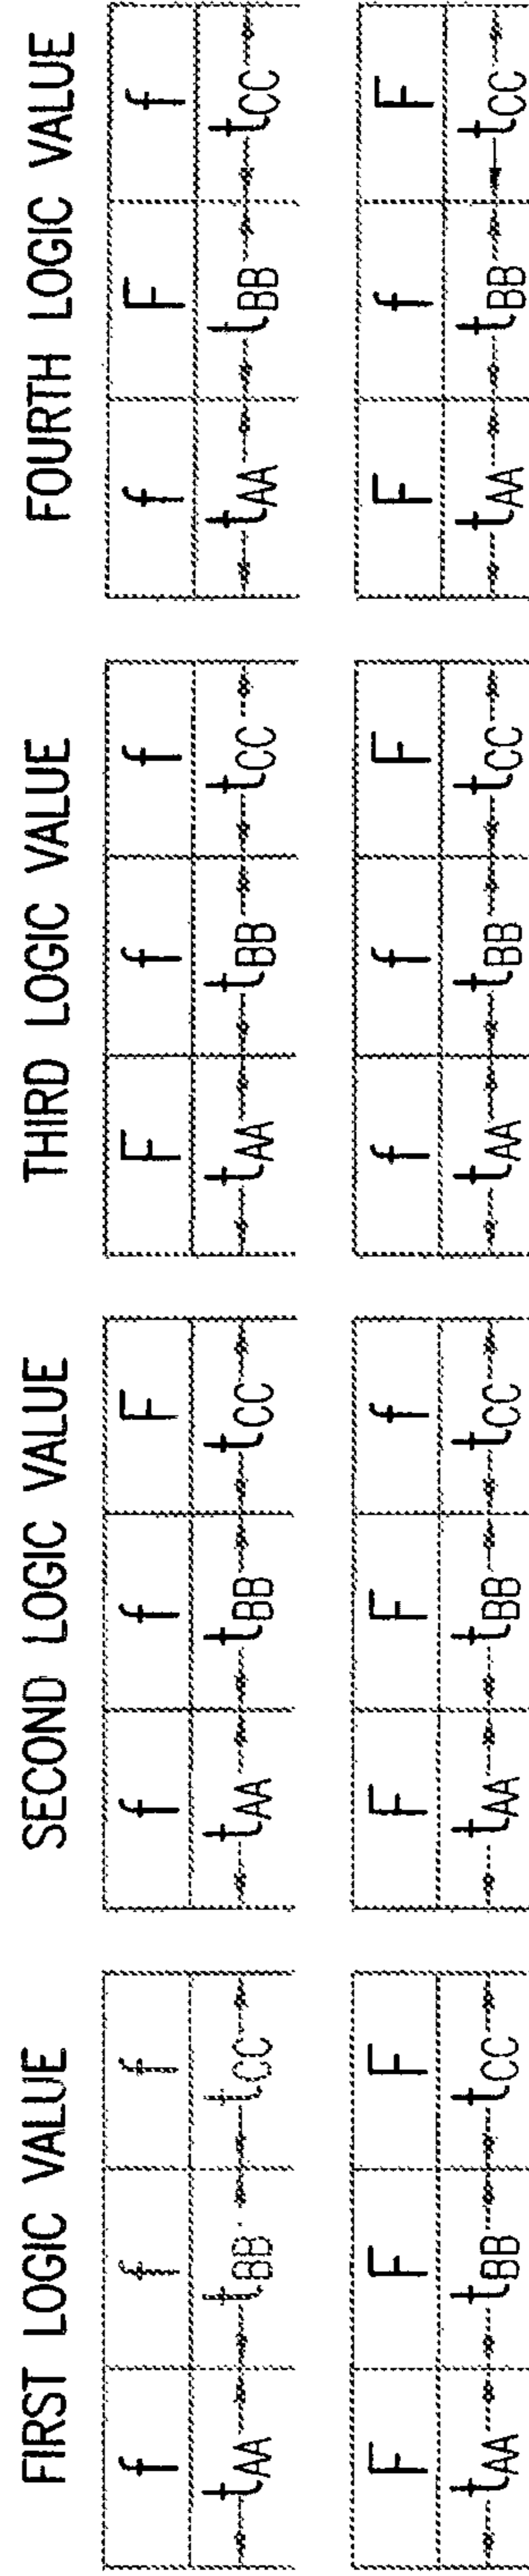 FIRST LOGIC VALUE SECOND LOGIC VALUE THIRD LOGIC VALUE FOURTH LOGIC VALUE
f f f f f F F f f f F f
tAA tBB tCC tAA tBB tCC tAA tBB tCC tAA tBB tCC
F F F F F f f f F F f F
tAA tBB tCC tAA tBB tCC tAA tBB tCC tAA tBB tCC